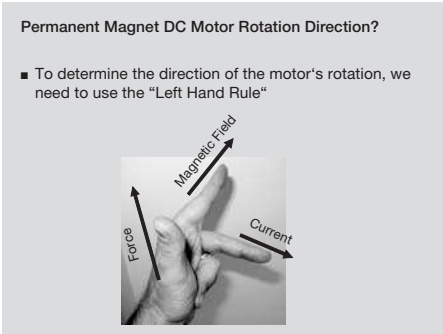 Permanent Magnet DC Motor Rotation Direction?
■ To determine the direction of the motor‘s rotation, we
need to use the “Left Hand Rule“
Magnetic Field
Force
Current